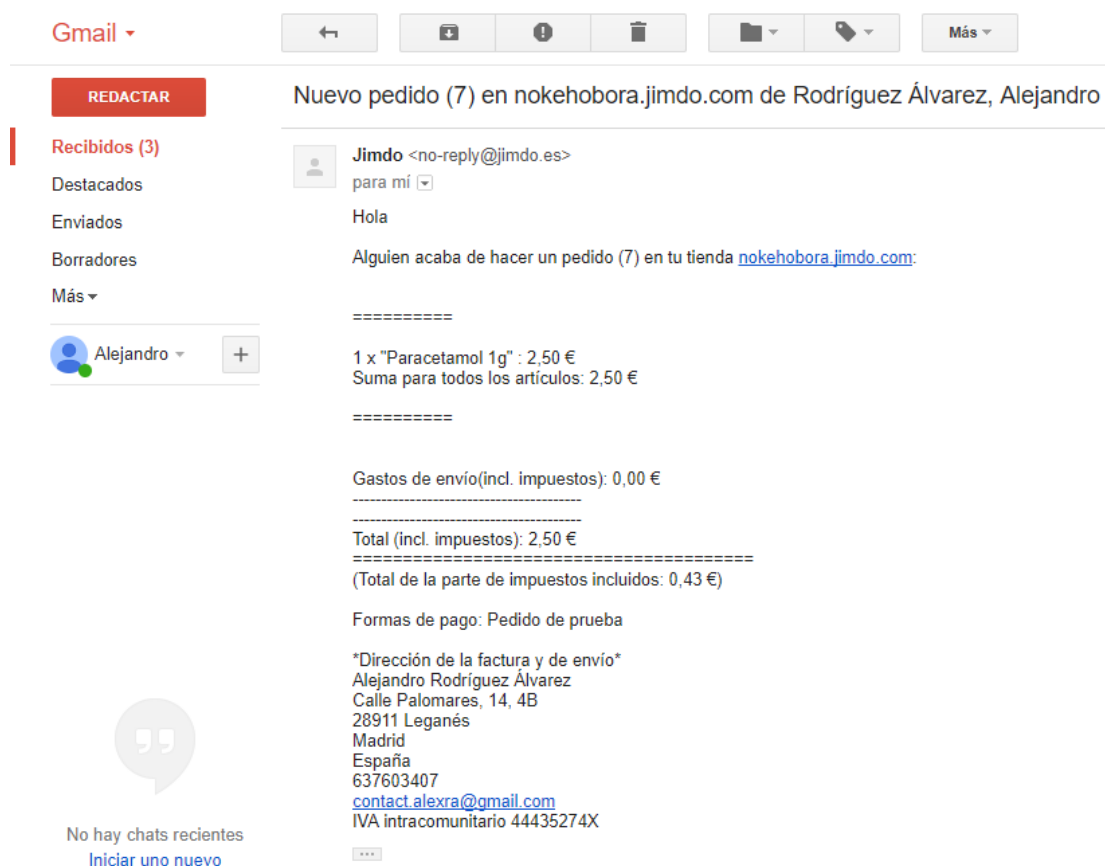 Gmail
Más
REDACTAR
Nuevo pedido (7) en nokehobora.jimdo.com de Rodríguez Álvarez, Alejandro
Recibidos (3)
Destacados
Enviados
Borradores
Más
Alejandro
+
Jimdo <no-reply@jimdo.es>
para mí
Hola
Alguien acaba de hacer un pedido (7) en tu tienda nokehobora.jimdo.com:
==========
1 x "Paracetamol 1g" : 2,50 €
Suma para todos los artículos: 2,50 €
==========
Gastos de envío(incl. impuestos): 0,00 €
-----------------------------------------
-----------------------------------------
Total (incl. impuestos): 2,50 €
========================================
(Total de la parte de impuestos incluidos: 0,43 €)
Formas de pago: Pedido de prueba
*Dirección de la factura y de envío*
Alejandro Rodríguez Álvarez
Calle Palomares, 14, 4B
28911 Leganés
Madrid
España
637603407
contact.alexra@gmail.com
IVA intracomunitario 44435274X
...
No hay chats recientes
Iniciar uno nuevo